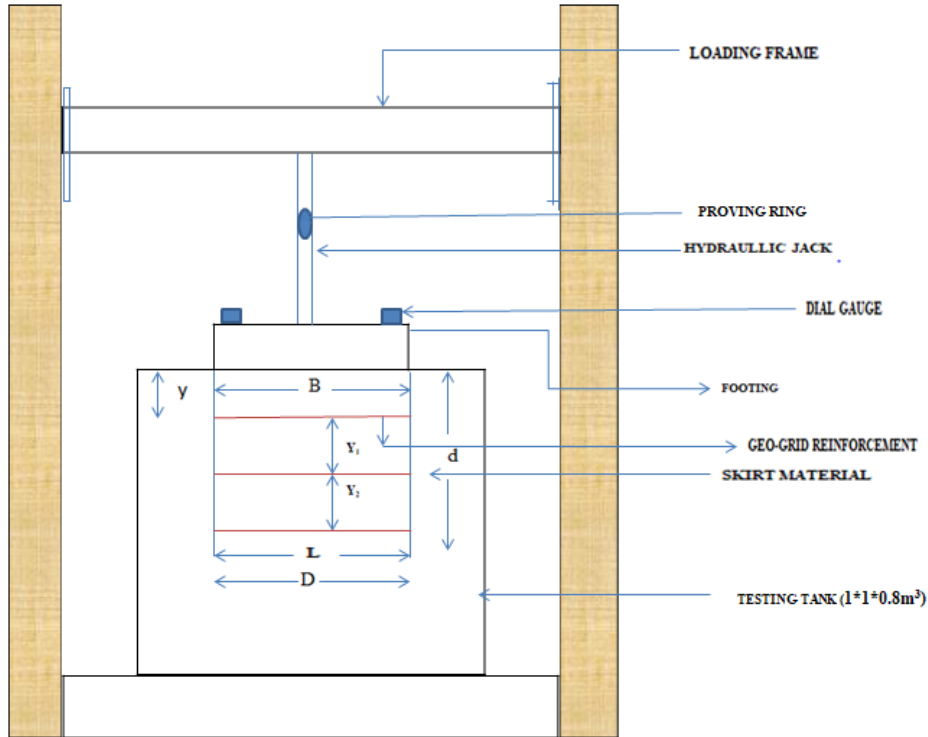 LOADING FRAME
PROVING RING
HYDRAULLIC JACK
DIAL GAUGE
FOOTING
y
B
Y₁
d
GEO-GRID REINFORCEMENT
SKIRT MATERIAL
Y₂
L
D
TESTING TANK (1*1*0.8m³)